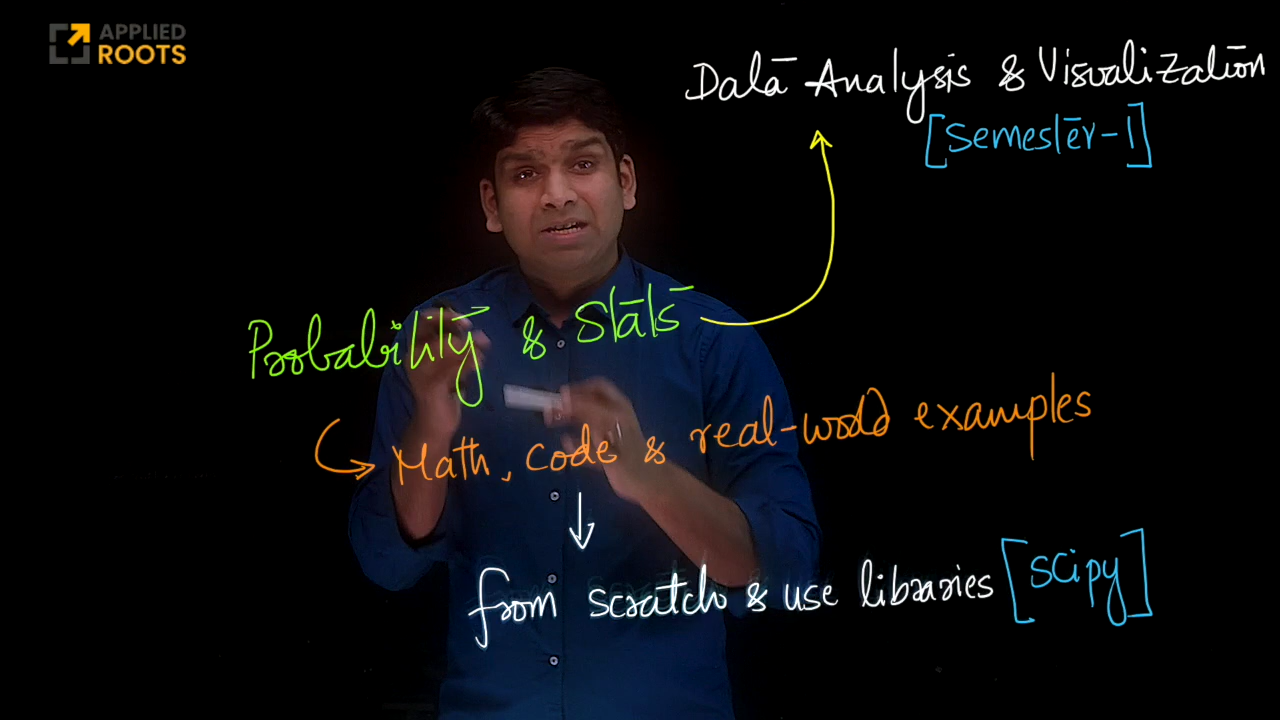 APPLIED
ROOTS
Data Analysis & Visualization
[Semester-1]
Probability & Stats
Math, code & real-world examples
from scratch & use libraries [scipy]